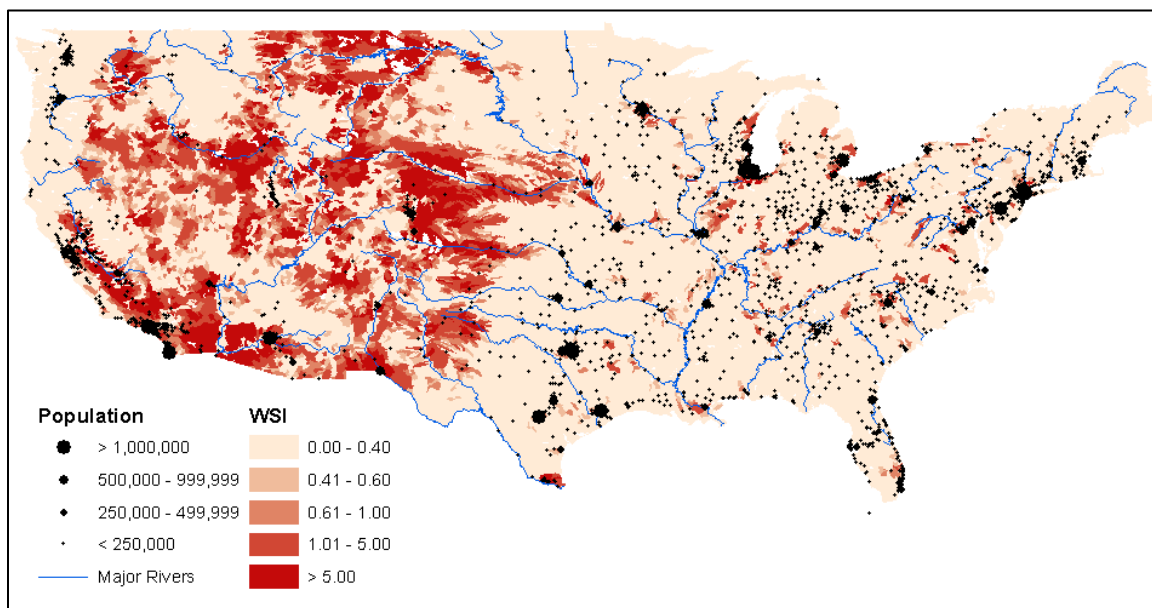 Population
> 1,000,000
500,000 - 999,999
250,000 - 499,999
< 250,000
Major Rivers
WSI
0.00 - 0.40
0.41 - 0.60
0.61 - 1.00
1.01 - 5.00
> 5.00